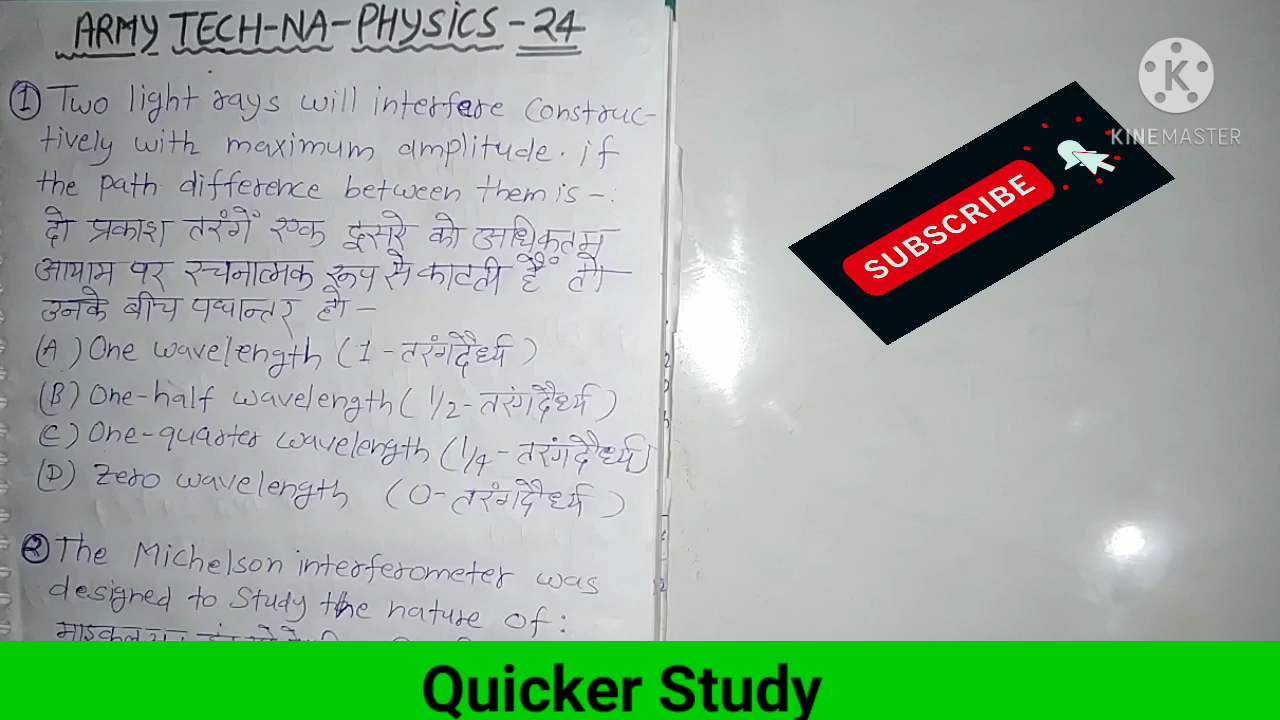 ARMY TECH-NA-PHYSICS-24
① Two light rays will interfere construc-
tively with maximum amplitude. if
the path difference between them is -.
दो प्रकाश तरंगें एक दूसरे को अधिकतम
आयाम पर रचनात्मक रूप से काटती हैं तो
उनके बीच पथान्तर हो -
(A) One wavelength (1 - तरंगदैर्ध्य)
(B) One-half wavelength (1/2 - तरंगदैर्ध्य)
(C) One-quarter wavelength (1/4 - तरंगदैर्ध्य)
(D) Zero wavelength (0 - तरंगदैर्ध्य)
② The Michelson interferometer was
designed to study the nature of:
K
KINEMASTER
SUBSCRIBE
Quicker Study